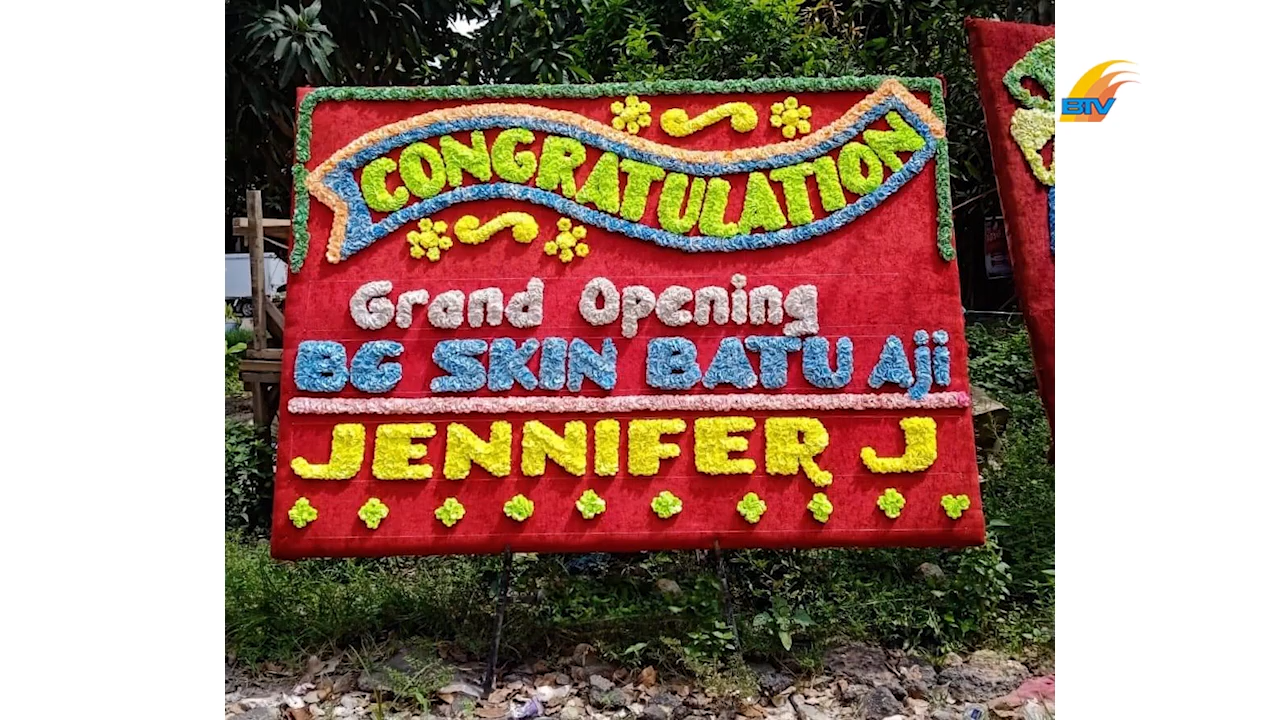 CONGRATULATION
Grand Opening
BG SKIN BATU Aji
JENNIFER J
BTV